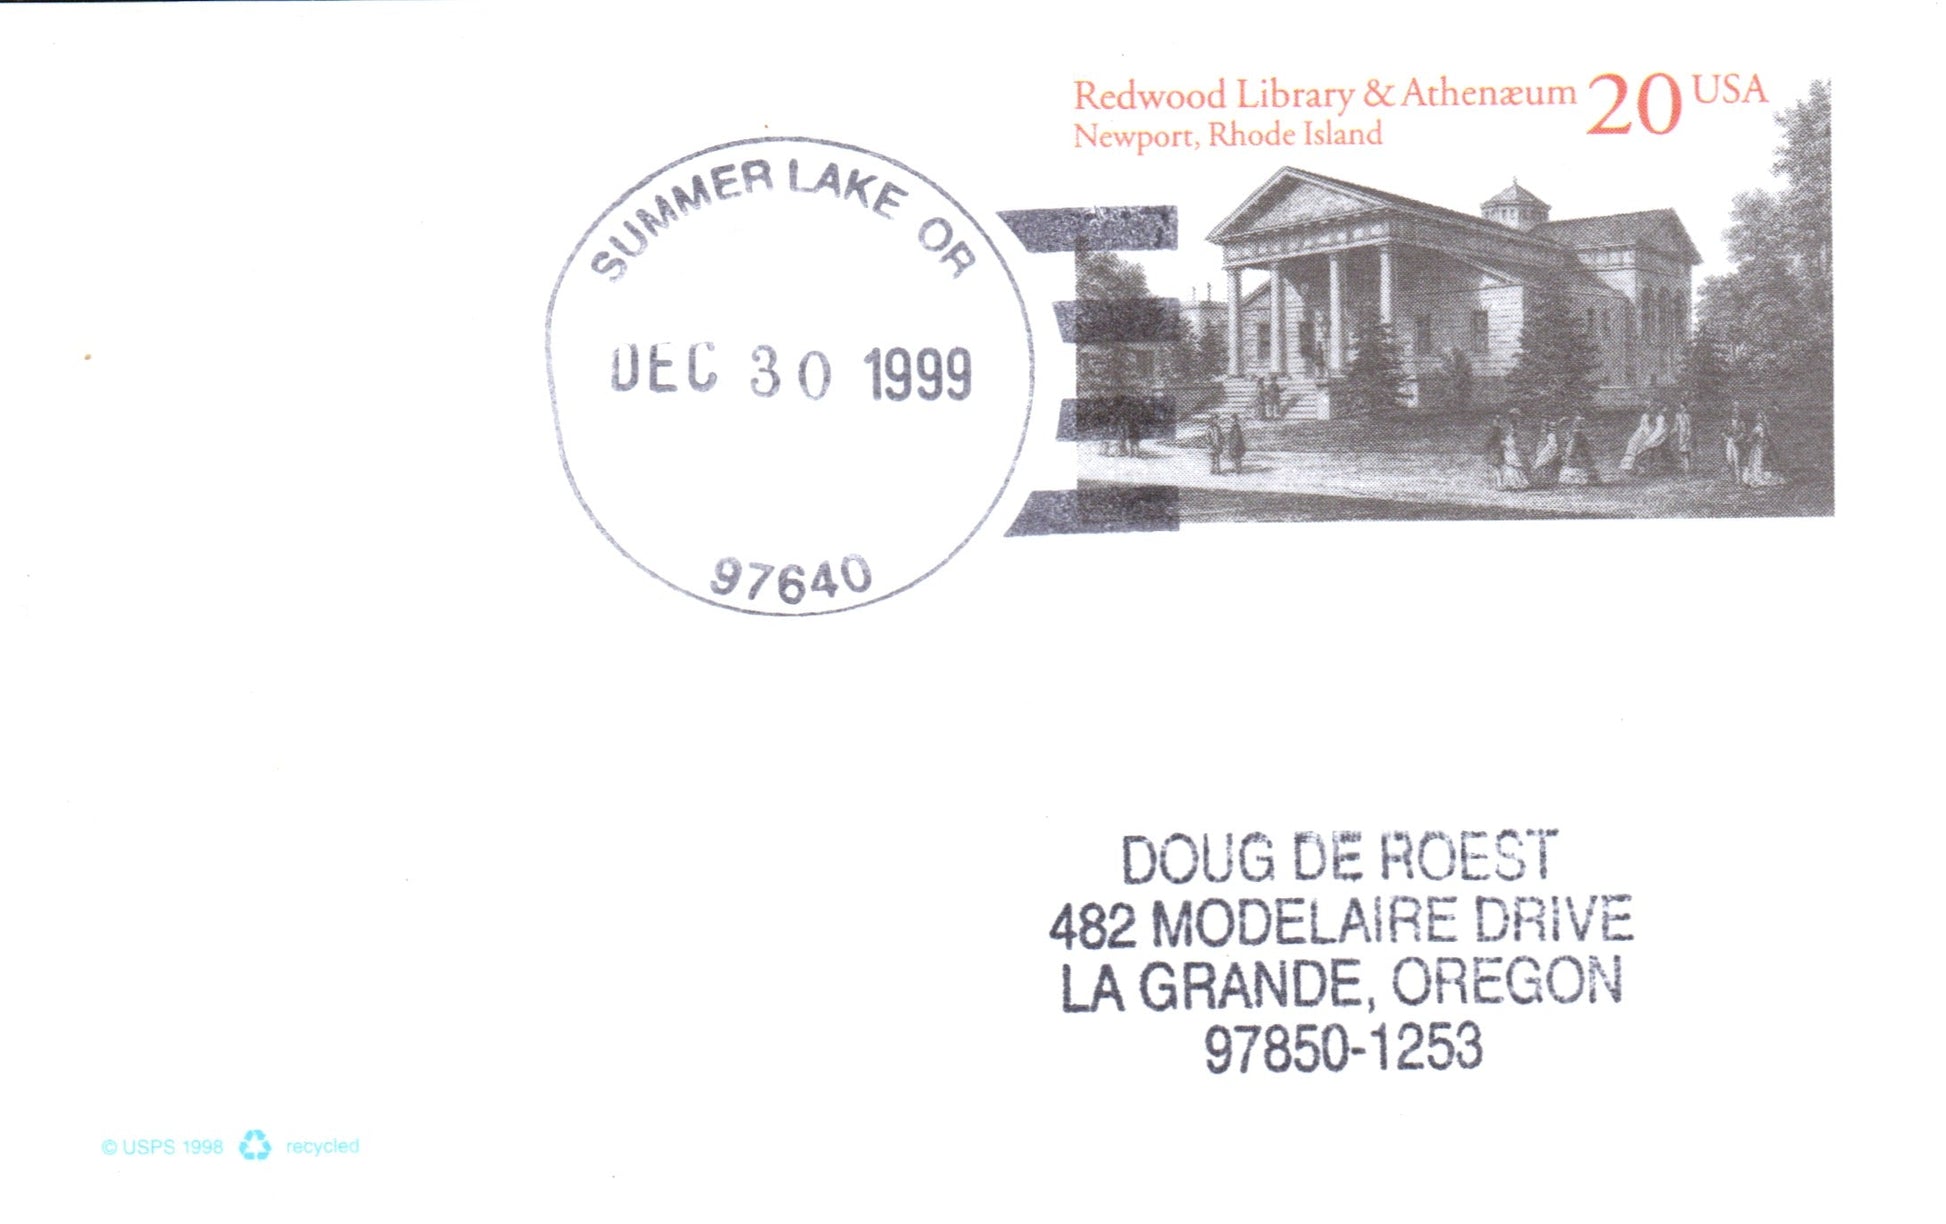 Redwood Library & Athenæum 20 USA
Newport, Rhode Island
SUMMER LAKE OR
DEC 30 1999
97640
DOUG DE ROEST
482 MODELAIRE DRIVE
LA GRANDE, OREGON
97850-1253
© USPS 1998 recycled